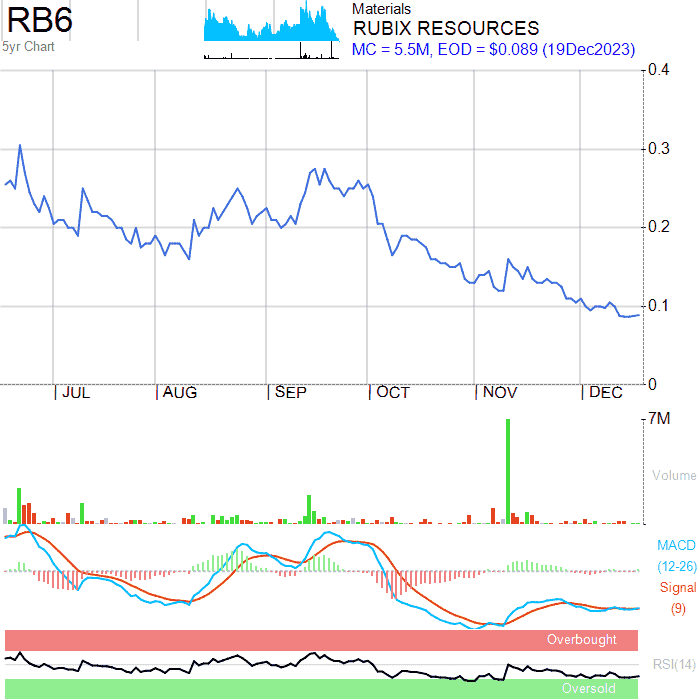 RB6
5yr Chart
Materials
RUBIX RESOURCES
MC = 5.5M, EOD = $0.089 (19Dec2023)
0.4
0.3
0.2
0.1
0
JUL
AUG
SEP
OCT
NOV
DEC
7M
Volume
MACD
(12-26)
Signal
(9)
Overbought
RSI(14)
Oversold